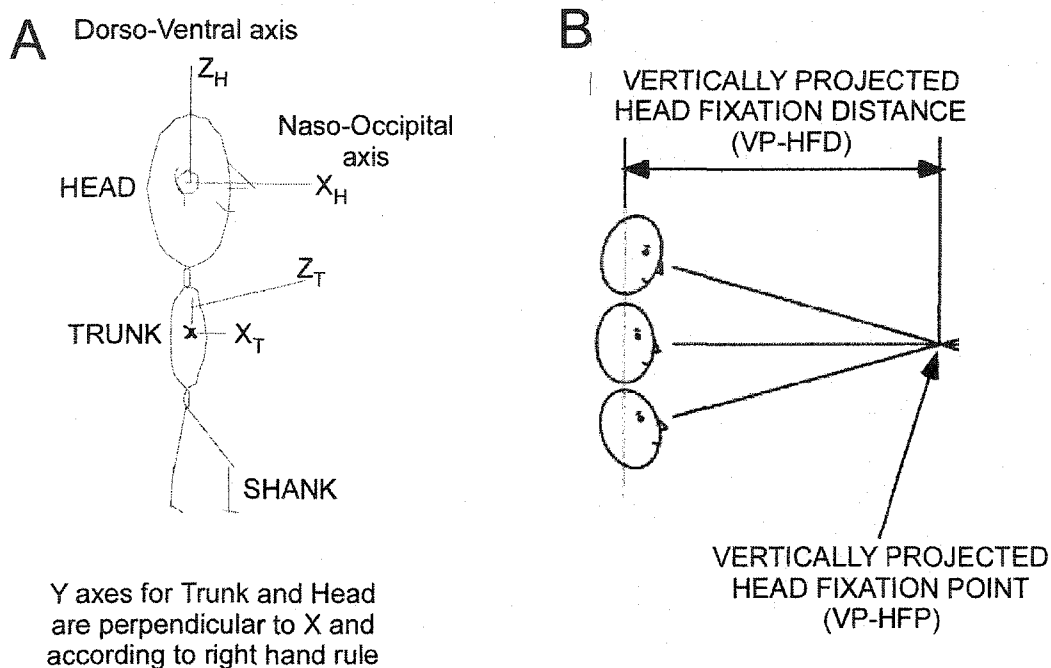 A
Dorso-Ventral axis
Z_H
Naso-Occipital
axis
HEAD
X_H
Z_T
TRUNK
X_T
SHANK
Y axes for Trunk and Head
are perpendicular to X and
according to right hand rule
B
VERTICALLY PROJECTED
HEAD FIXATION DISTANCE
(VP-HFD)
VERTICALLY PROJECTED
HEAD FIXATION POINT
(VP-HFP)